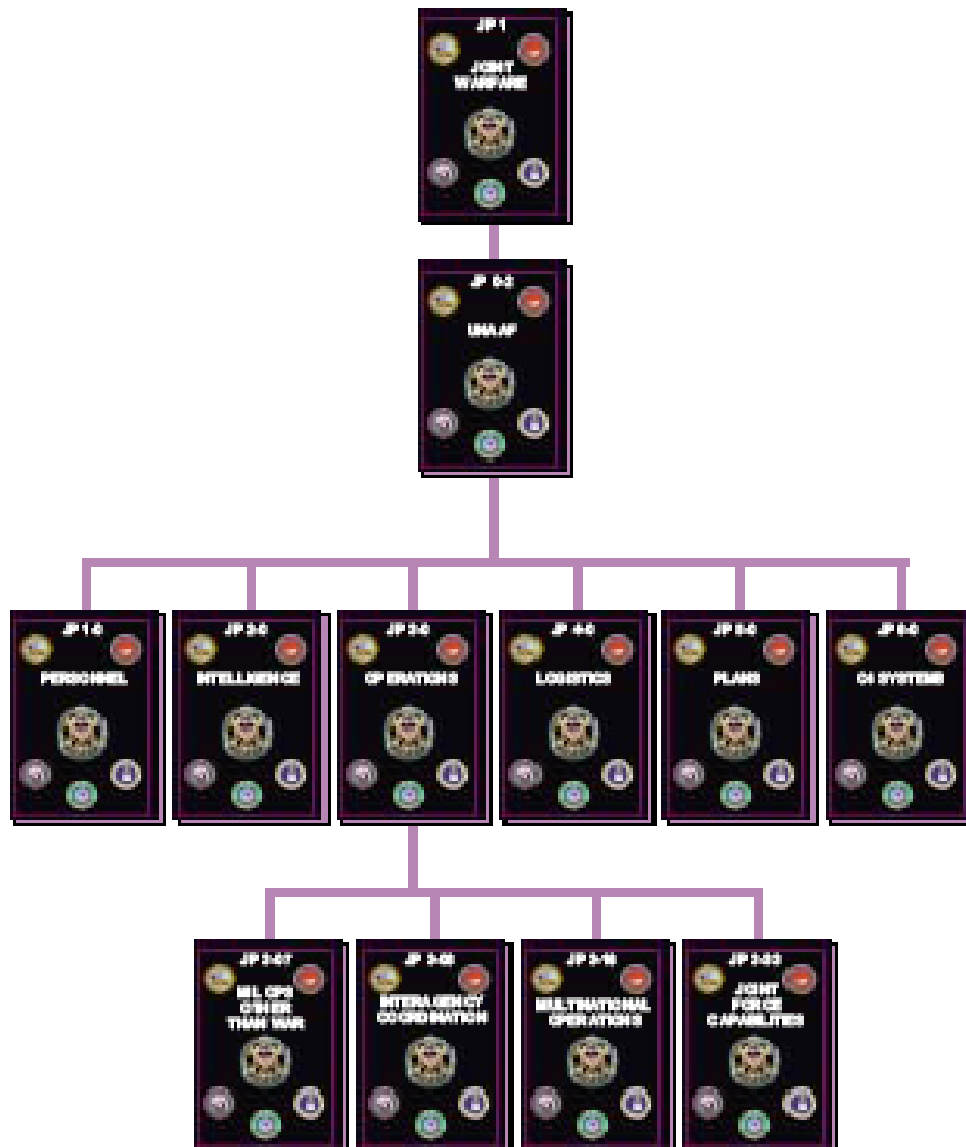 JP 1
JOINT
WARFARE
JP 0-2
UNAAF
JP 1-0
PERSONNEL
JP 2-0
INTELLIGENCE
JP 3-0
OPERATIONS
JP 4-0
LOGISTICS
JP 5-0
PLANS
JP 6-0
C4 SYSTEMS
JP 3-07
MIL OPS
OTHER
THAN WAR
JP 3-08
INTERAGENCY
COORDINATION
JP 3-16
MULTINATIONAL
OPERATIONS
JP 3-33
JOINT
FORCE
CAPABILITIES